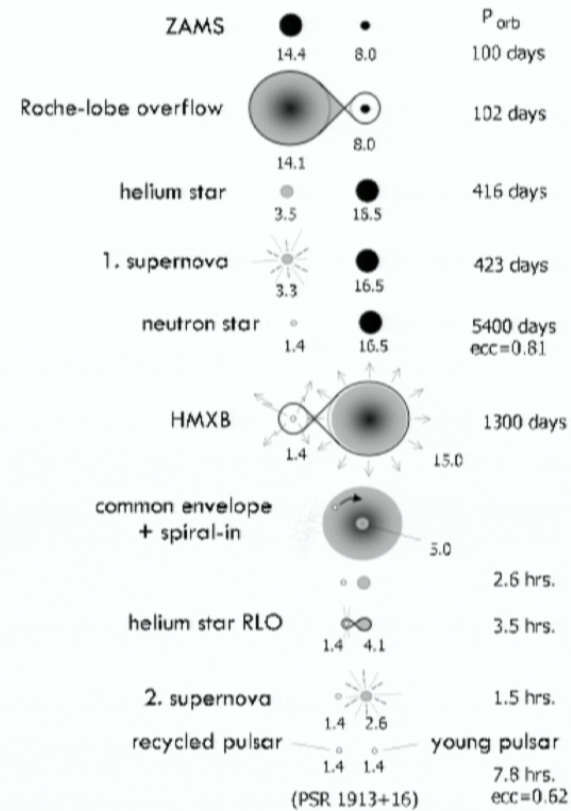 P orb
ZAMS
14.4 8.0 100 days
Roche-lobe overflow 102 days
8.0
14.1
helium star 416 days
3.5 16.5
1. supernova 423 days
3.3 16.5
neutron star 5400 days
1.4 16.5 ecc=0.81
HMXB 1300 days
1.4 15.0
common envelope
+ spiral-in
5.0
2.6 hrs.
helium star RLO 3.5 hrs.
1.4 4.1
2. supernova 1.5 hrs.
1.4 2.6
recycled pulsar young pulsar
1.4 1.4 7.8 hrs.
(PSR 1913+16) ecc=0.62